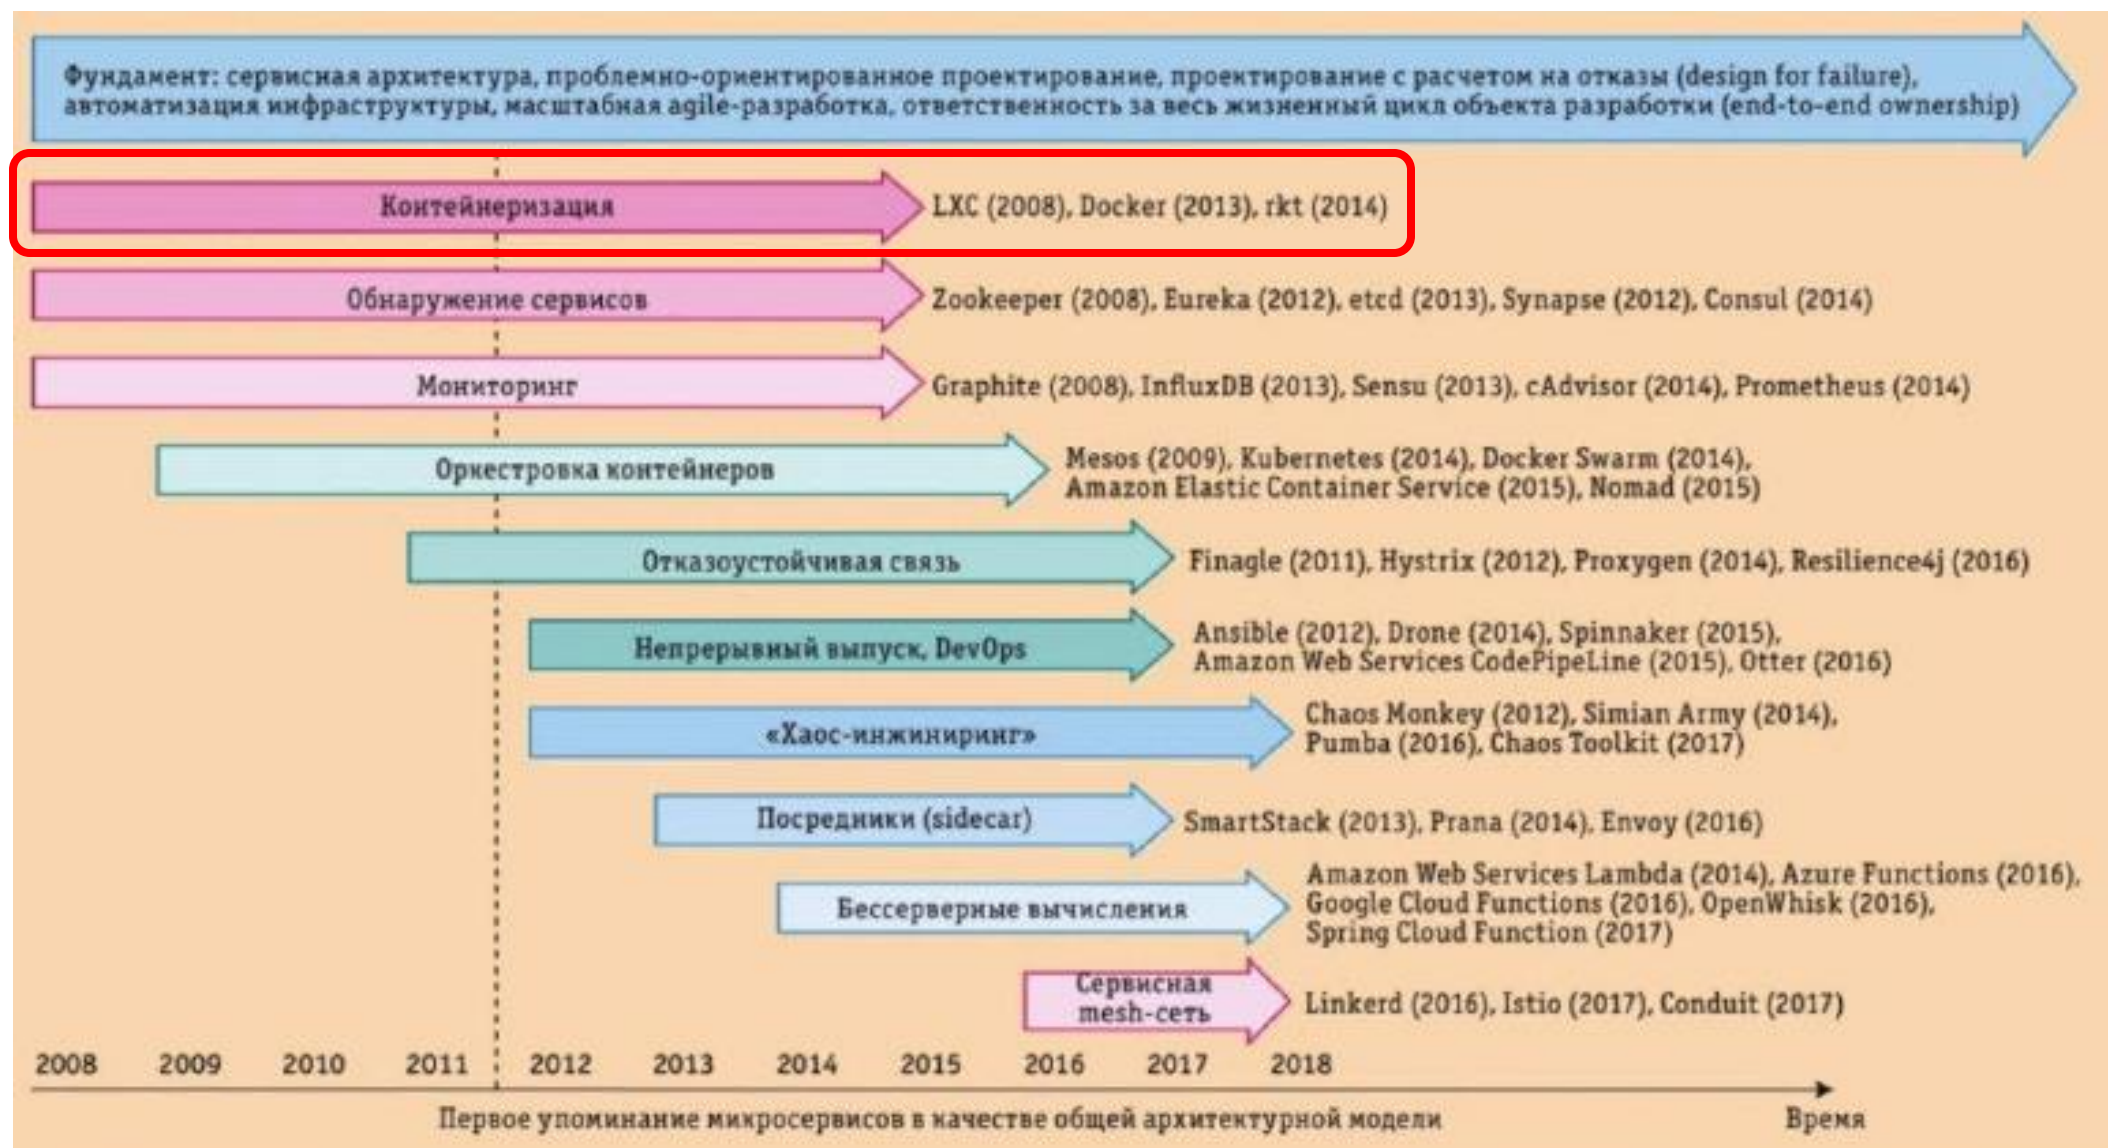 Фундамент: сервисная архитектура, проблемно-ориентированное проектирование, проектирование с расчетом на отказы (design for failure),
автоматизация инфраструктуры, масштабная agile-разработка, ответственность за весь жизненный цикл объекта разработки (end-to-end ownership)
Контейнеризация
LXC (2008), Docker (2013), rkt (2014)
Обнаружение сервисов
Zookeeper (2008), Eureka (2012), etcd (2013), Synapse (2012), Consul (2014)
Мониторинг
Graphite (2008), InfluxDB (2013), Sensu (2013), cAdvisor (2014), Prometheus (2014)
Оркестровка контейнеров
Mesos (2009), Kubernetes (2014), Docker Swarm (2014),
Amazon Elastic Container Service (2015), Nomad (2015)
Отказоустойчивая связь
Finagle (2011), Hystrix (2012), Proxygen (2014), Resilience4j (2016)
Непрерывный выпуск, DevOps
Ansible (2012), Drone (2014), Spinnaker (2015),
Amazon Web Services CodePipeLine (2015), Otter (2016)
«Хаос-инжиниринг»
Chaos Monkey (2012), Simian Army (2014),
Pumba (2016), Chaos Toolkit (2017)
Посредники (sidecar)
SmartStack (2013), Prana (2014), Envoy (2016)
Бессерверные вычисления
Amazon Web Services Lambda (2014), Azure Functions (2016),
Google Cloud Functions (2016), OpenWhisk (2016),
Spring Cloud Function (2017)
Сервисная
mesh-сеть
Linkerd (2016), Istio (2017), Conduit (2017)
2008 2009 2010 2011 2012 2013 2014 2015 2016 2017 2018
Первое упоминание микросервисов в качестве общей архитектурной модели
Время